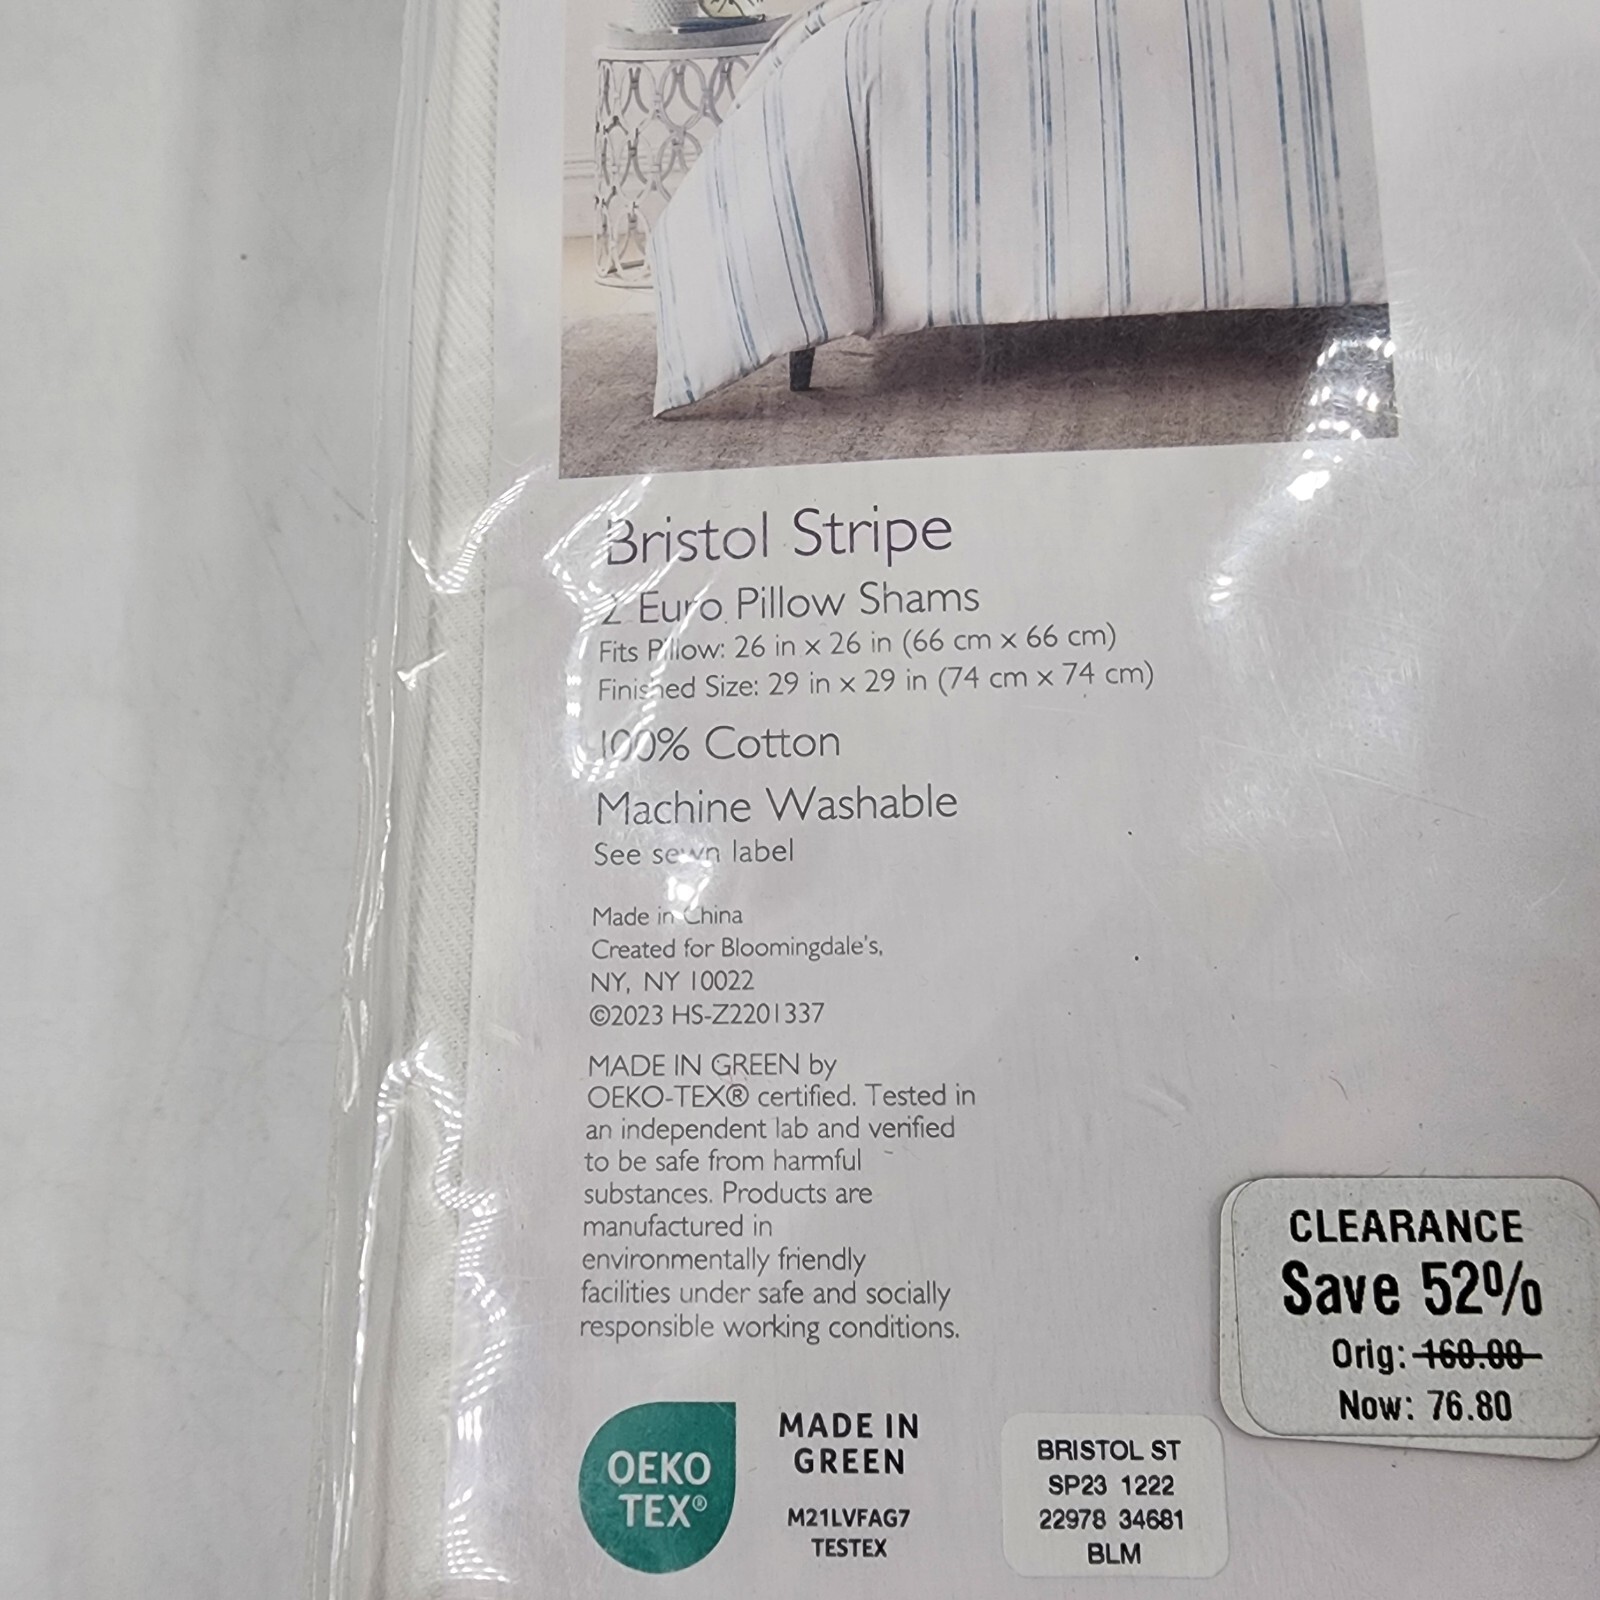 Bristol Stripe
2 Euro Pillow Shams
Fits Pillow: 26 in x 26 in (66 cm x 66 cm)
Finished Size: 29 in x 29 in (74 cm x 74 cm)
100% Cotton
Machine Washable
See sewn label
Made in China
Created for Bloomingdale's,
NY, NY 10022
©2023 HS-Z2201337
MADE IN GREEN by
OEKO-TEX® certified. Tested in
an independent lab and verified
to be safe from harmful
substances. Products are
manufactured in
environmentally friendly
facilities under safe and socially
responsible working conditions.
OEKO
TEX®
MADE IN
GREEN
M21LVFAG7
TESTEX
BRISTOL ST
SP23 1222
22978 34681
BLM
CLEARANCE
Save 52%
Orig: 160.00
Now: 76.80